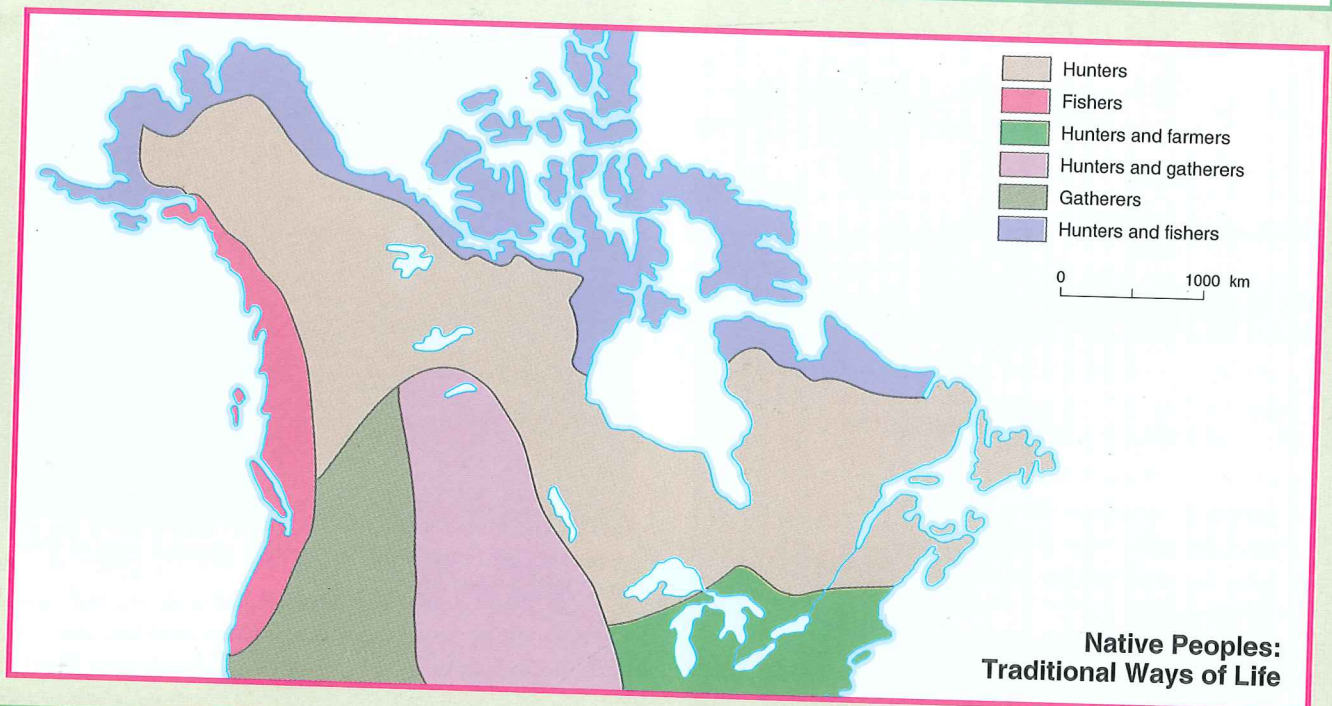 Hunters
Fishers
Hunters and farmers
Hunters and gatherers
Gatherers
Hunters and fishers
0 1000 km
Native Peoples:
Traditional Ways of Life